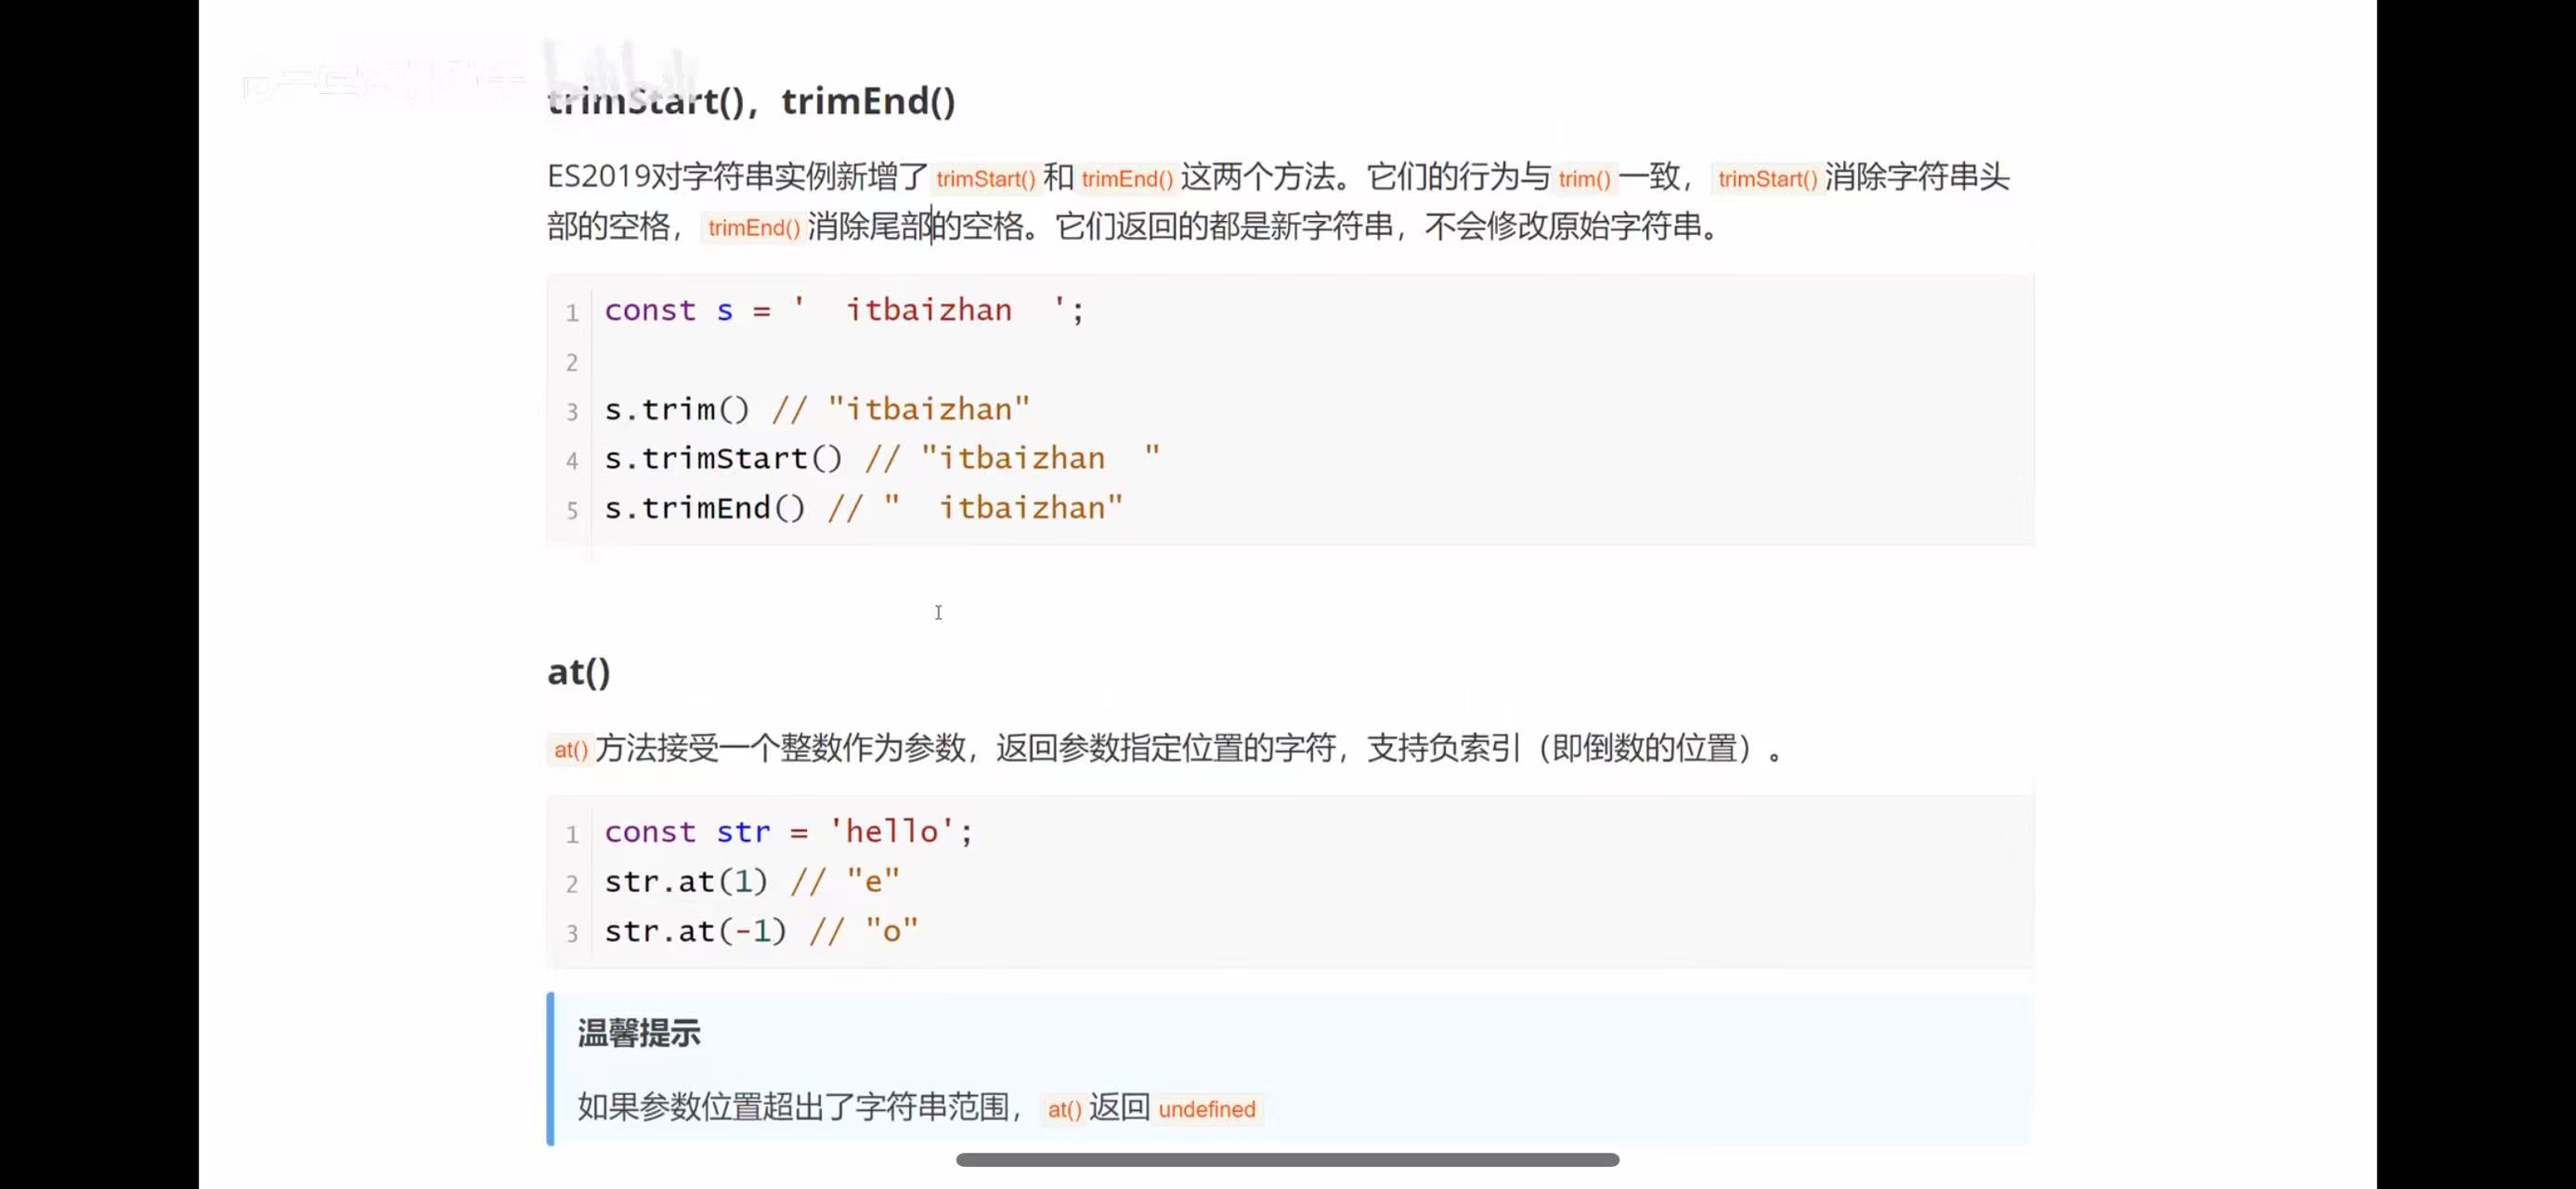 trimStart()，trimEnd()
ES2019对字符串实例新增了 trimStart() 和 trimEnd() 这两个方法。它们的行为与 trim() 一致， trimStart() 消除字符串头
部的空格， trimEnd() 消除尾部的空格。它们返回的都是新字符串，不会修改原始字符串。
1 const s = '  itbaizhan  ';
2
3 s.trim() // "itbaizhan"
4 s.trimStart() // "itbaizhan  "
5 s.trimEnd() // "  itbaizhan"
at()
at() 方法接受一个整数作为参数，返回参数指定位置的字符，支持负索引（即倒数的位置）。
1 const str = 'hello';
2 str.at(1) // "e"
3 str.at(-1) // "o"
温馨提示
如果参数位置超出了字符串范围， at() 返回 undefined